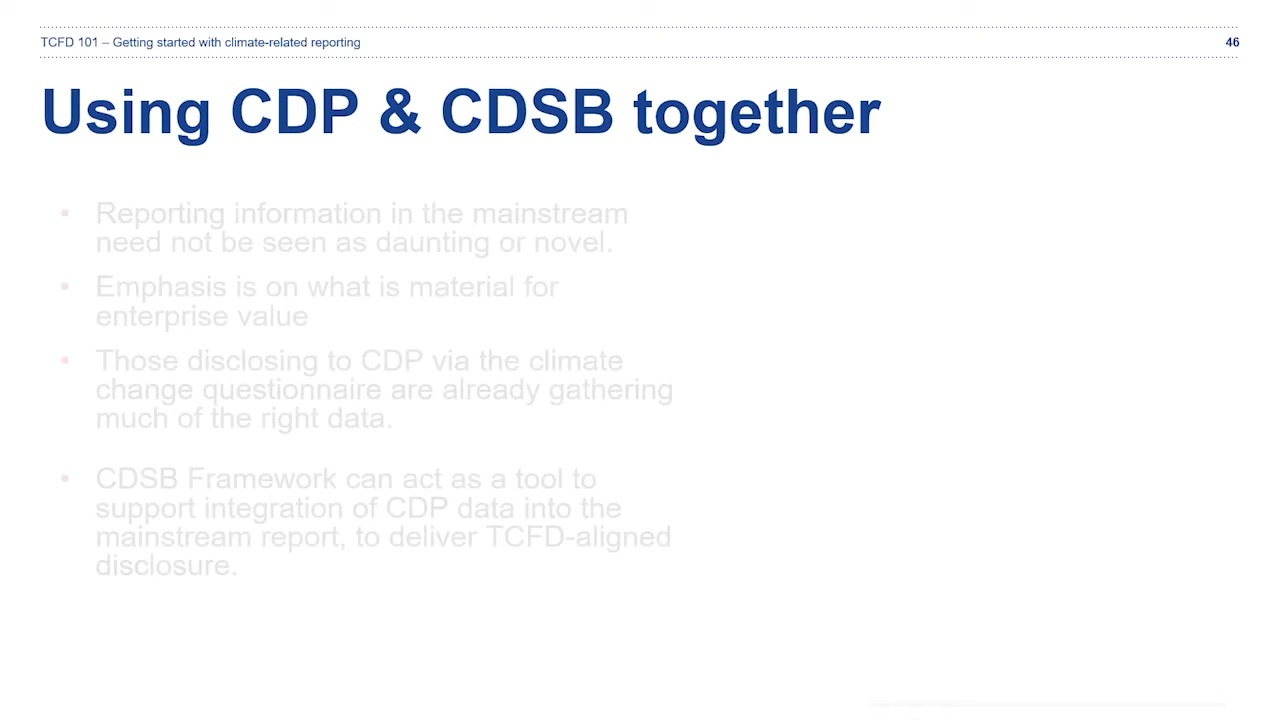 TCFD 101 – Getting started with climate-related reporting
46
Using CDP & CDSB together
• Reporting information in the mainstream
need not be seen as daunting or novel.
• Emphasis is on what is material for
enterprise value
• Those disclosing to CDP via the climate
change questionnaire are already gathering
much of the right data.
• CDSB Framework can act as a tool to
support integration of CDP data into the
mainstream report, to deliver TCFD-aligned
disclosure.